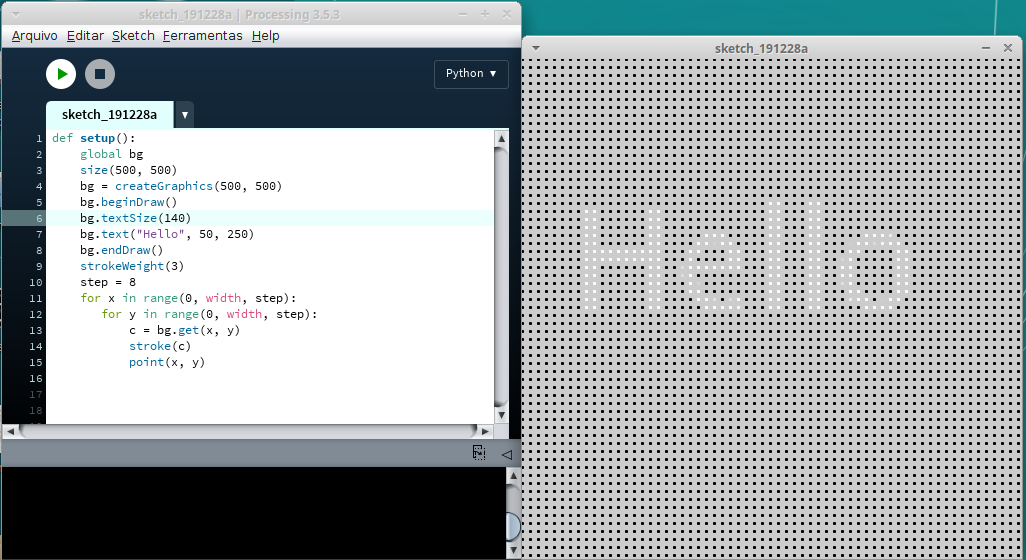 sketch_191228a | Processing 3.5.3
Arquivo Editar Sketch Ferramentas Help
Python ▾
sketch_191228a ▾
1 def setup():
2     global bg
3     size(500, 500)
4     bg = createGraphics(500, 500)
5     bg.beginDraw()
6     bg.textSize(140)
7     bg.text("Hello", 50, 250)
8     bg.endDraw()
9     strokeWeight(3)
10     step = 8
11     for x in range(0, width, step):
12        for y in range(0, width, step):
13            c = bg.get(x, y)
14            stroke(c)
15            point(x, y)
16
17
18
sketch_191228a
Hello